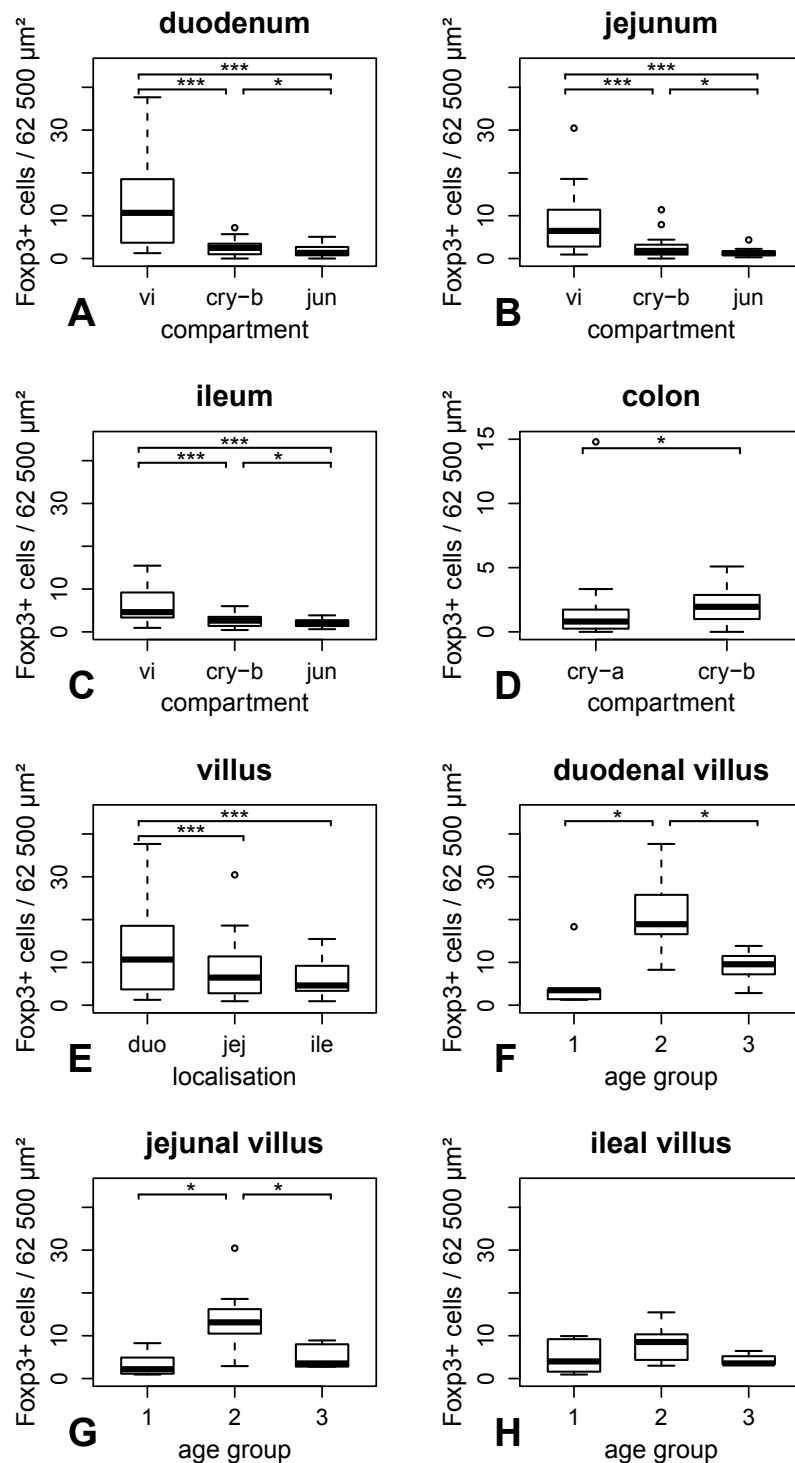 duodenum
Foxp3+ cells / 62 500 µm²
0 10 30
***
*** *
vi cry−b jun
compartment
A
jejunum
Foxp3+ cells / 62 500 µm²
0 10 30
***
*** *
vi cry−b jun
compartment
B
ileum
Foxp3+ cells / 62 500 µm²
0 10 30
***
*** *
vi cry−b jun
compartment
C
colon
Foxp3+ cells / 62 500 µm²
0 5 15
*
cry−a cry−b
compartment
D
villus
Foxp3+ cells / 62 500 µm²
0 10 30
***
***
duo jej ile
localisation
E
duodenal villus
Foxp3+ cells / 62 500 µm²
0 10 30
* *
1 2 3
age group
F
jejunal villus
Foxp3+ cells / 62 500 µm²
0 10 30
* *
1 2 3
age group
G
ileal villus
Foxp3+ cells / 62 500 µm²
0 10 30
1 2 3
age group
H